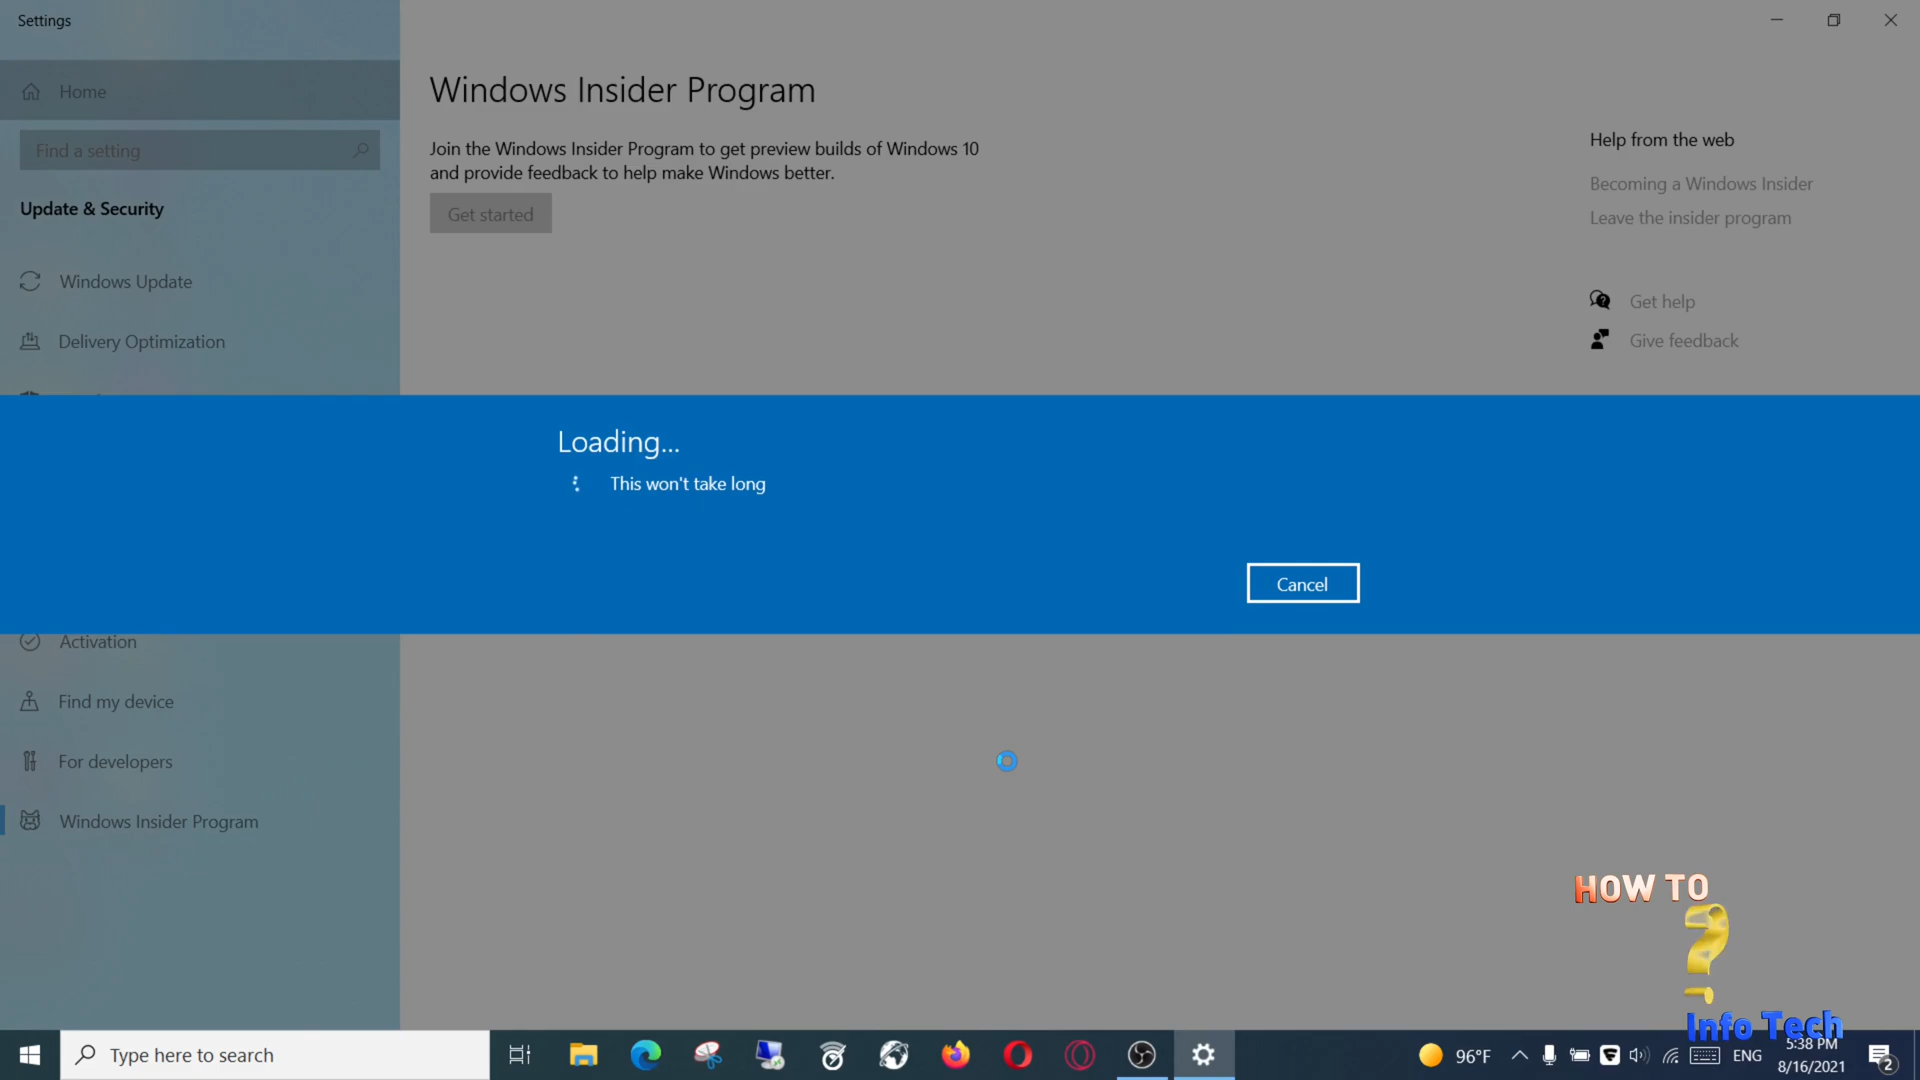 Settings
Home
Find a setting
Update & Security
Windows Update
Delivery Optimization
Activation
Find my device
For developers
Windows Insider Program
Windows Insider Program
Join the Windows Insider Program to get preview builds of Windows 10
and provide feedback to help make Windows better.
Get started
Help from the web
Becoming a Windows Insider
Leave the insider program
Get help
Give feedback
Loading...
This won't take long
Cancel
HOW TO
?
Info Tech
Type here to search
96°F
ENG
5:38 PM
8/16/2021
2